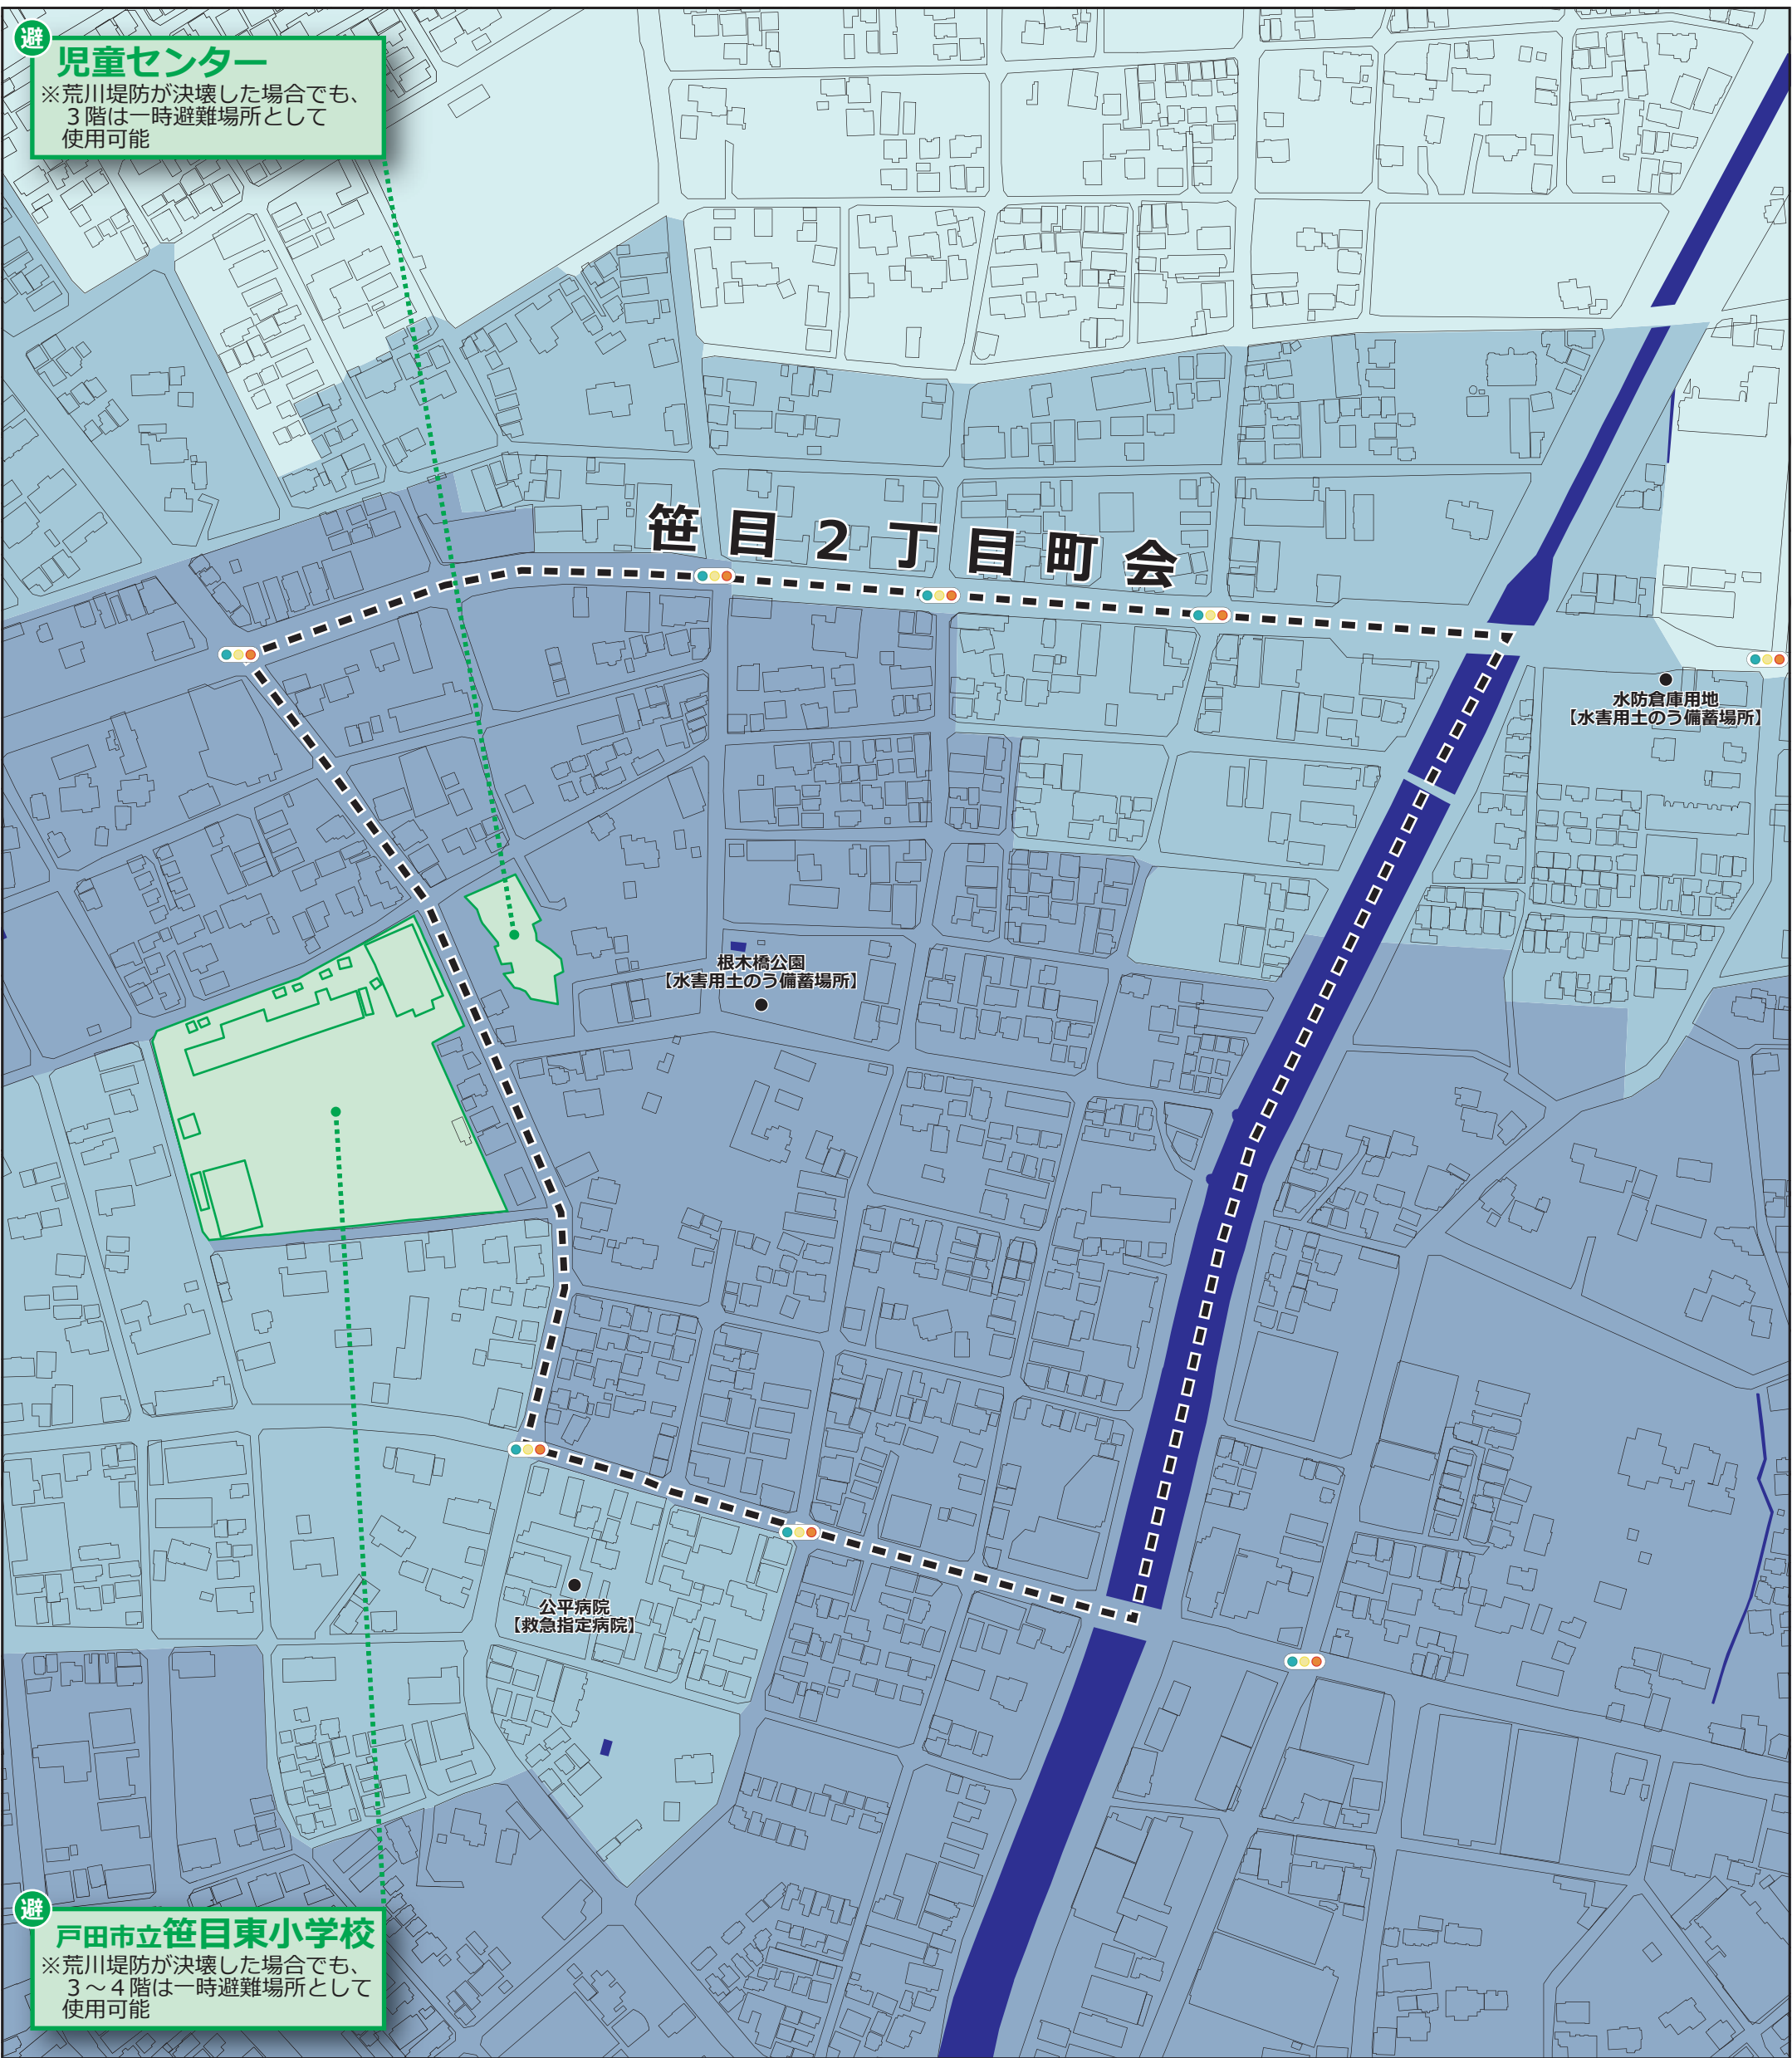 避
児童センター
※荒川堤防が決壊した場合でも、
３階は一時避難場所として
使用可能
笹目２丁目町会
水防倉庫用地
【水害用土のう備蓄場所】
根木橋公園
【水害用土のう備蓄場所】
公平病院
【救急指定病院】
避
戸田市立笹目東小学校
※荒川堤防が決壊した場合でも、
３～４階は一時避難場所として
使用可能